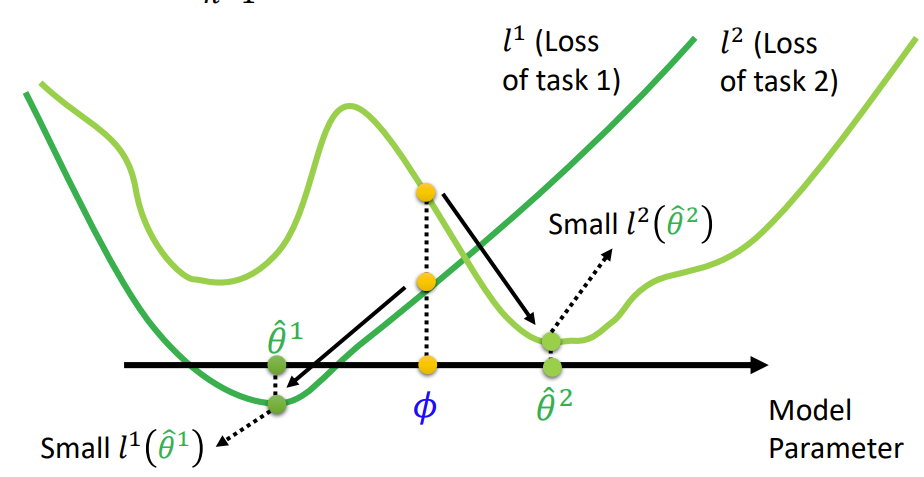 l¹ (Loss
of task 1)
l² (Loss
of task 2)
Small l²(θ̂²)
θ̂¹
ϕ
θ̂²
Model
Parameter
Small l¹(θ̂¹)